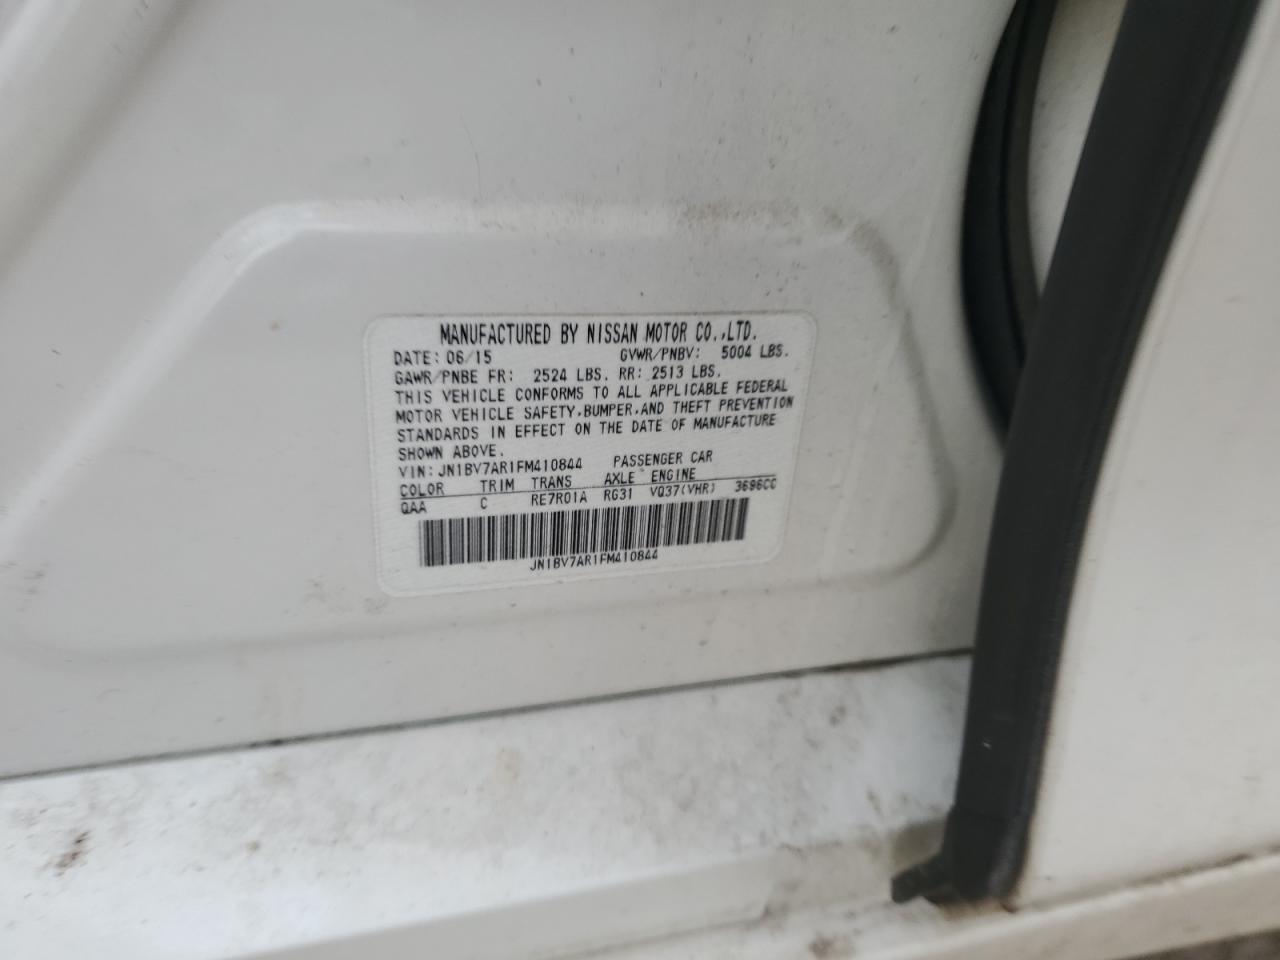 MANUFACTURED BY NISSAN MOTOR CO.,LTD.
DATE: 06/15 GVWR/PNBV: 5004 LBS.
GAWR/PNBE FR: 2524 LBS. RR: 2513 LBS.
THIS VEHICLE CONFORMS TO ALL APPLICABLE FEDERAL
MOTOR VEHICLE SAFETY,BUMPER,AND THEFT PREVENTION
STANDARDS IN EFFECT ON THE DATE OF MANUFACTURE
SHOWN ABOVE.
VIN: JN1BV7AR1FM410844 PASSENGER CAR
COLOR TRIM TRANS AXLE ENGINE
QAA C RE7R01A RG31 VQ37(VHR) 3696CC
JN1BV7AR1FM410844